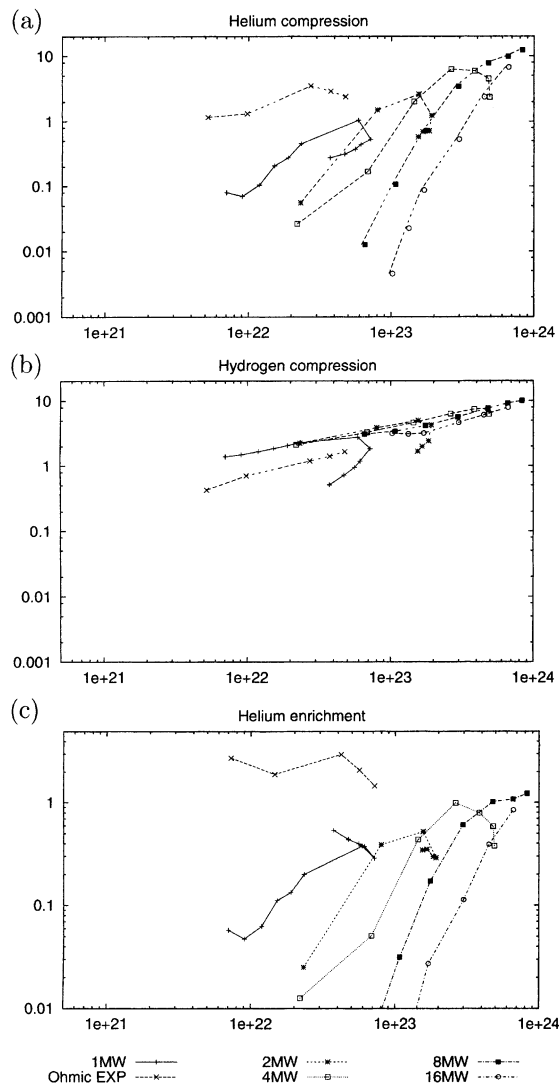 (a)
Helium compression
10
1
0.1
0.01
0.001
1e+21 1e+22 1e+23 1e+24
(b)
Hydrogen compression
10
1
0.1
0.01
0.001
1e+21 1e+22 1e+23 1e+24
(c)
Helium enrichment
1
0.1
0.01
1e+21 1e+22 1e+23 1e+24
1MW 2MW 8MW
Ohmic EXP 4MW 16MW